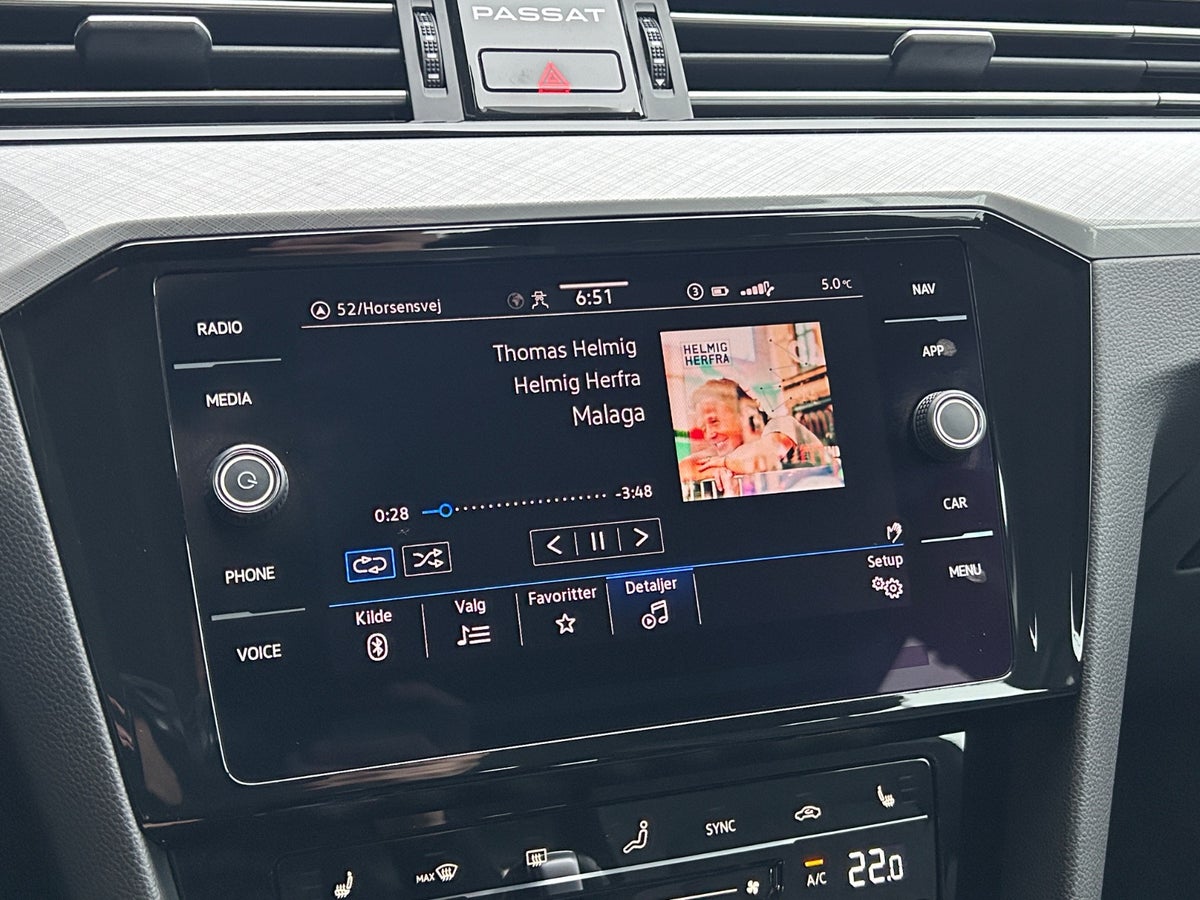 PASSAT
52/Horsensvej
6:51
3
5.0°C
NAV
RADIO
Thomas Helmig
HELMIG
HERFRA
APP
MEDIA
Helmig Herfra
Malaga
0:28
-3:48
CAR
PHONE
Setup
MENU
Kilde
Valg
Favoritter
Detaljer
VOICE
SYNC
MAX
A/C
22.0